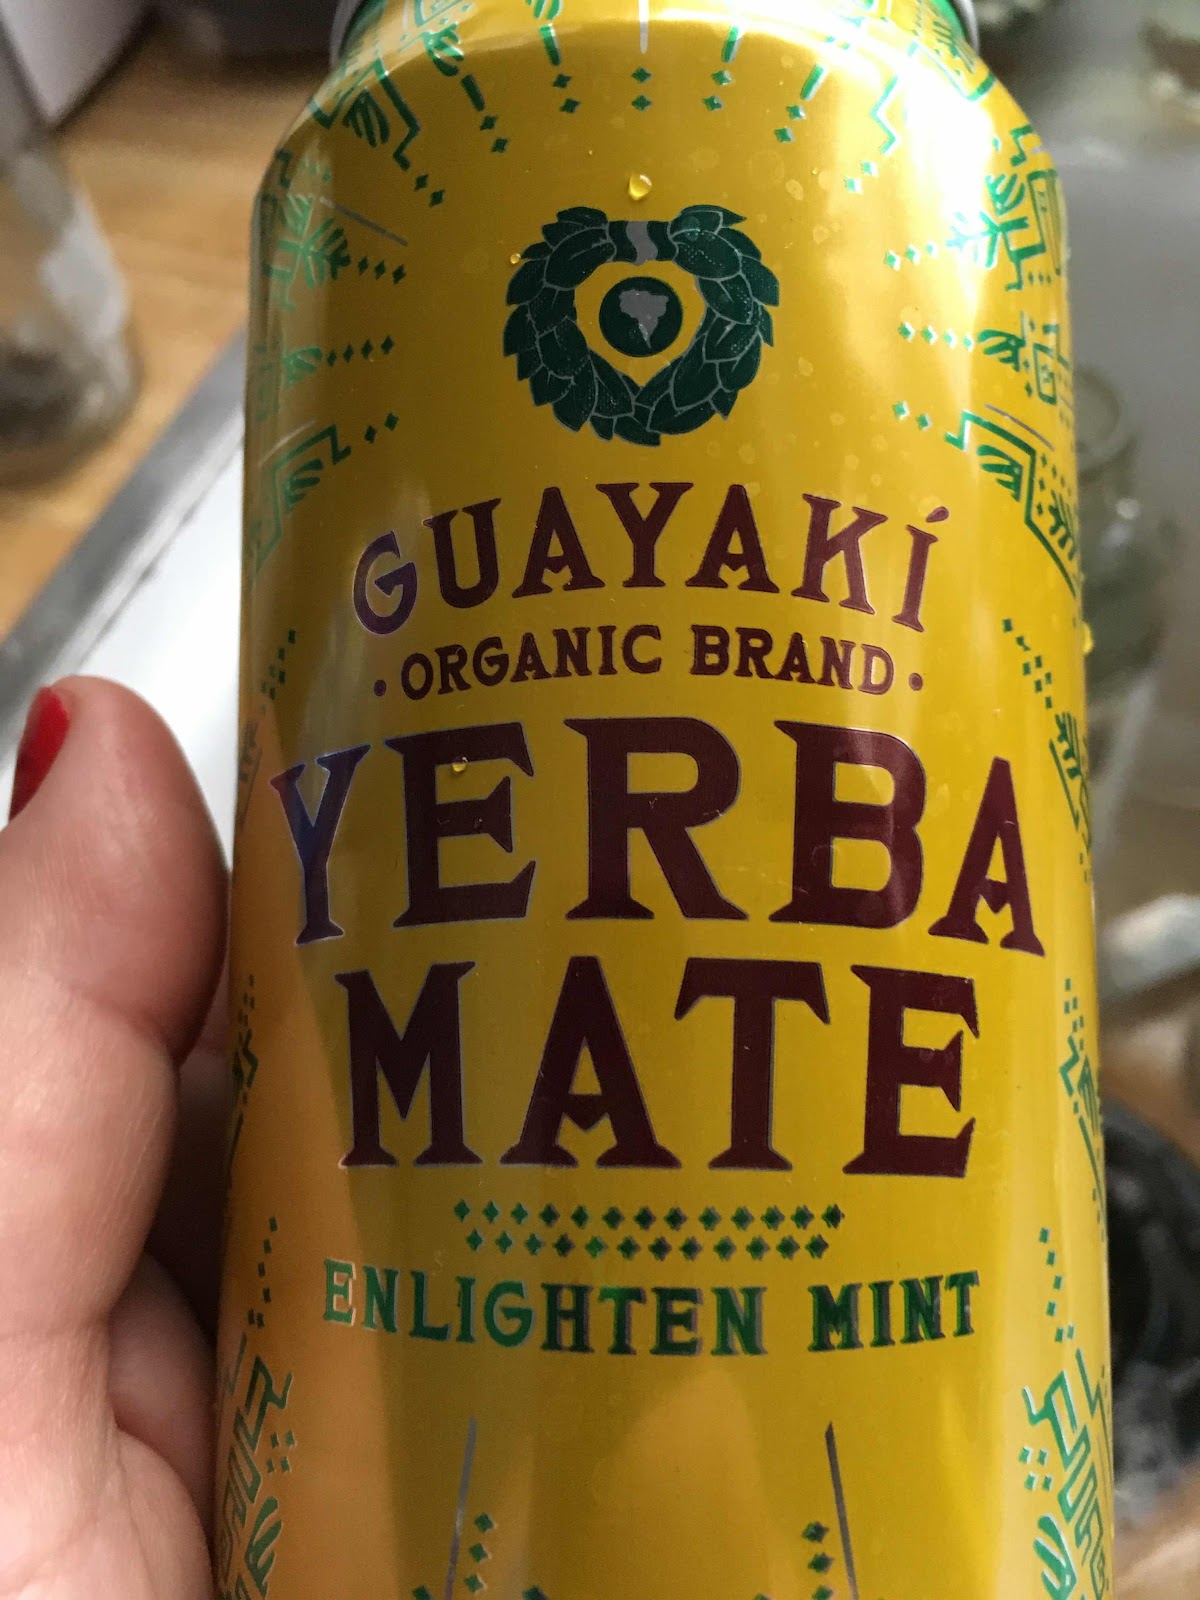 GUAYAKÍ
· ORGANIC BRAND ·
YERBA
MATE
ENLIGHTEN MINT